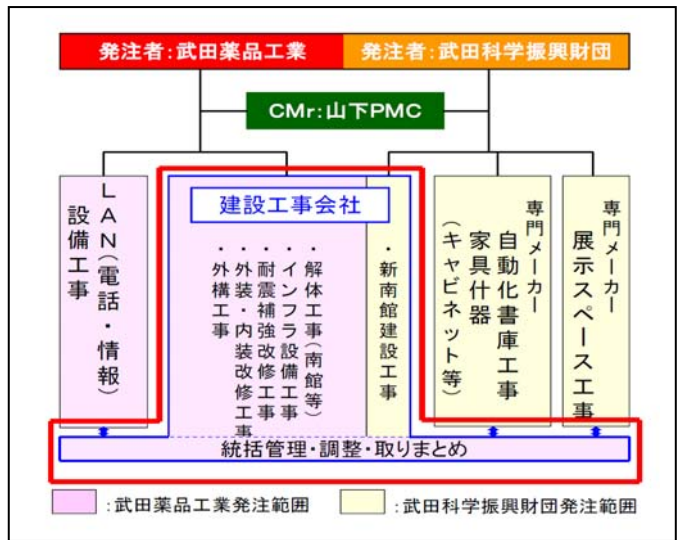 発注者:武田薬品工業
発注者:武田科学振興財団
CMr:山下PMC
LAN(電話・情報)
設備工事
建設工事会社
・解体工事(南館等)
・インフラ設備工事
・耐震補強改修工事
・外装・内装改修工事
・外構工事
・新南館建設工事
専門メーカー
自動化書庫工事
家具什器
(キャビネット等)
専門メーカー
展示スペース工事
統括管理・調整・取りまとめ
:武田薬品工業発注範囲
:武田科学振興財団発注範囲